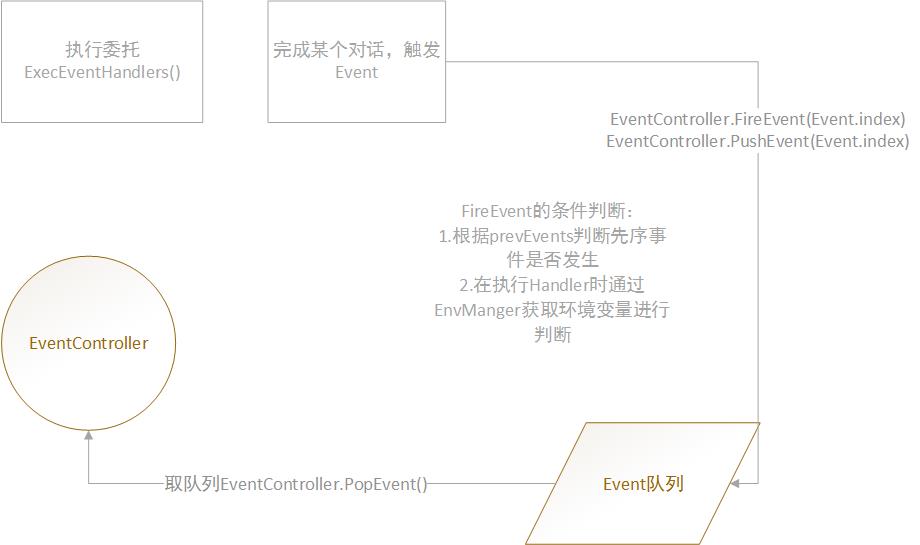 执行委托
ExecEventHandlers()
完成某个对话，触发
Event
EventController.FireEvent(Event.index)
EventController.PushEvent(Event.index)
FireEvent的条件判断：
1.根据prevEvents判断先序事
件是否发生
2.在执行Handler时通过
EnvManger获取环境变量进行
判断
EventController
取队列EventController.PopEvent()
Event队列